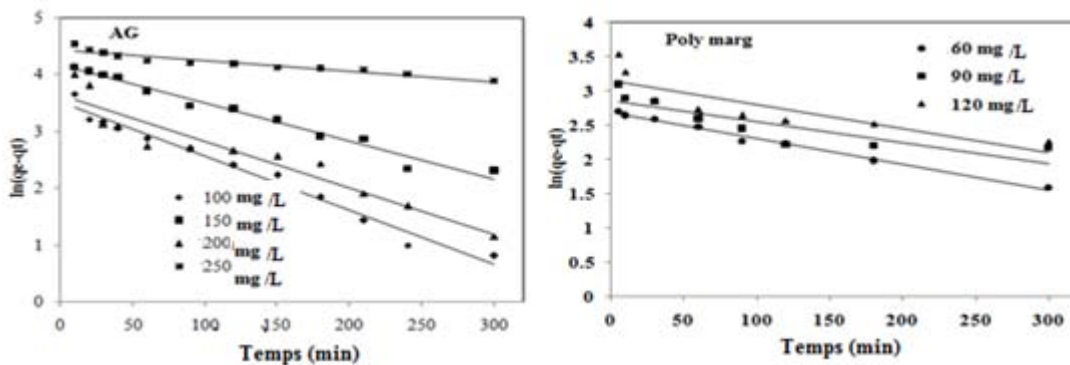 AG
ln(qe-qt)
5
4
3
2
1
0
100 mg/L
150 mg/L
200 mg/L
250 mg/L
0 50 100 150 200 250 300
Temps (min)
Poly marg
ln(qe-qt)
4
3.5
3
2.5
2
1.5
1
0.5
0
60 mg/L
90 mg/L
120 mg/L
0 50 100 150 200 250 300
Temps (min)